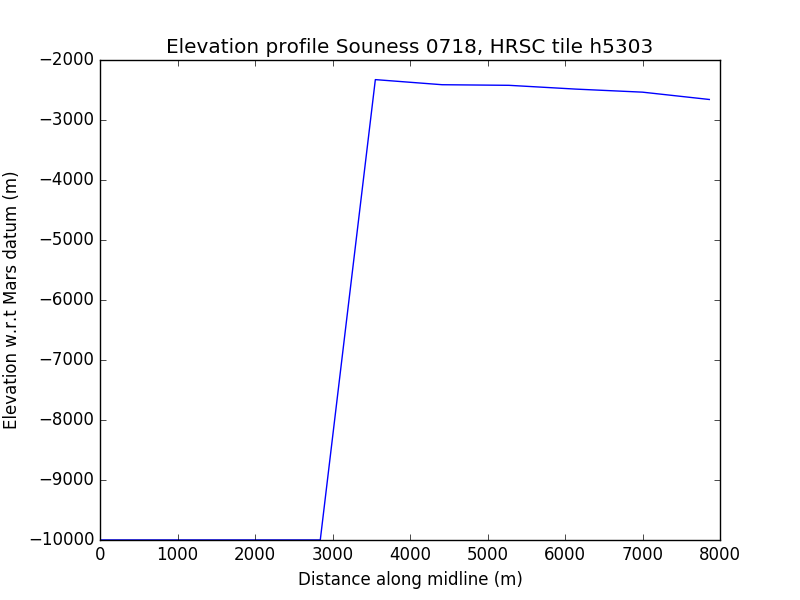 Elevation profile Souness 0718, HRSC tile h5303
Elevation w.r.t Mars datum (m)
−2000
−3000
−4000
−5000
−6000
−7000
−8000
−9000
−10000
0 1000 2000 3000 4000 5000 6000 7000 8000
Distance along midline (m)